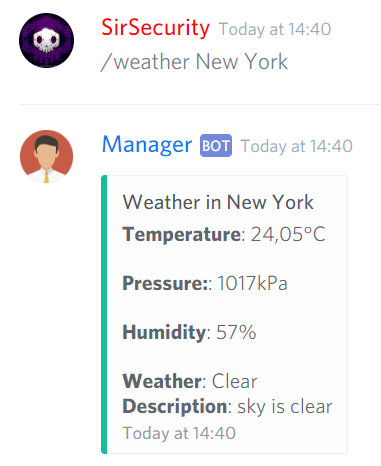 SirSecurity Today at 14:40
/weather New York
Manager BOT Today at 14:40
Weather in New York
Temperature: 24,05°C
Pressure:: 1017kPa
Humidity: 57%
Weather: Clear
Description: sky is clear
Today at 14:40